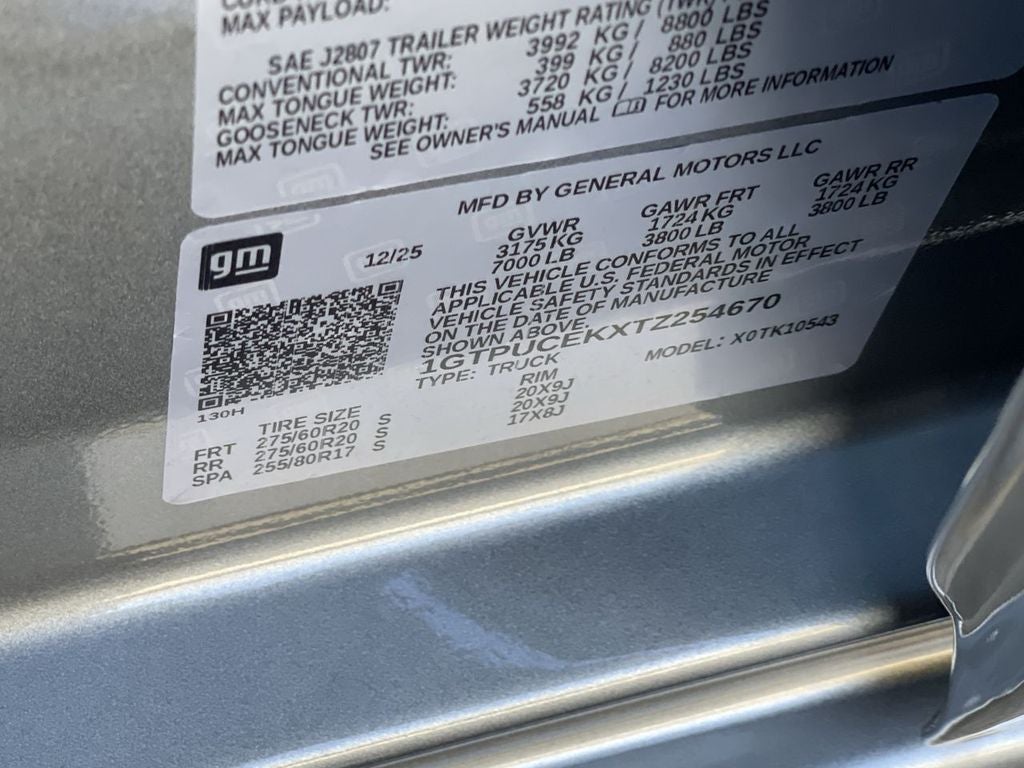 MAX PAYLOAD:
SAE J2807 TRAILER WEIGHT RATING (TWR)
CONVENTIONAL TWR: 3992 KG/ 8800 LBS
MAX TONGUE WEIGHT: 399 KG/ 880 LBS
GOOSENECK TWR: 3720 KG/ 8200 LBS
MAX TONGUE WEIGHT: 558 KG/ 1230 LBS
SEE OWNER'S MANUAL FOR MORE INFORMATION
MFD BY GENERAL MOTORS LLC
gm 12/25
GVWR GAWR FRT GAWR RR
3175 KG 1724 KG 1724 KG
7000 LB 3800 LB 3800 LB
THIS VEHICLE CONFORMS TO ALL
APPLICABLE U.S. FEDERAL MOTOR
VEHICLE SAFETY STANDARDS IN EFFECT
ON THE DATE OF MANUFACTURE
SHOWN ABOVE.
1GTPUCEKXTZ254670
TYPE: TRUCK MODEL: X0TK10543
130H
TIRE SIZE RIM
FRT 275/60R20 S 20X9J
RR 275/60R20 S 20X9J
SPA 255/80R17 S 17X8J